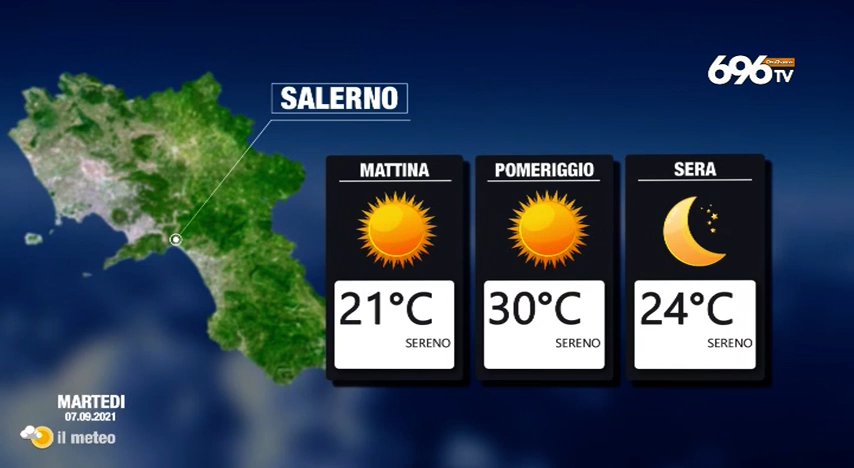 696
TV
SALERNO
MATTINA
21°C
SERENO
POMERIGGIO
30°C
SERENO
SERA
24°C
SERENO
MARTEDI
07.09.2021
il meteo